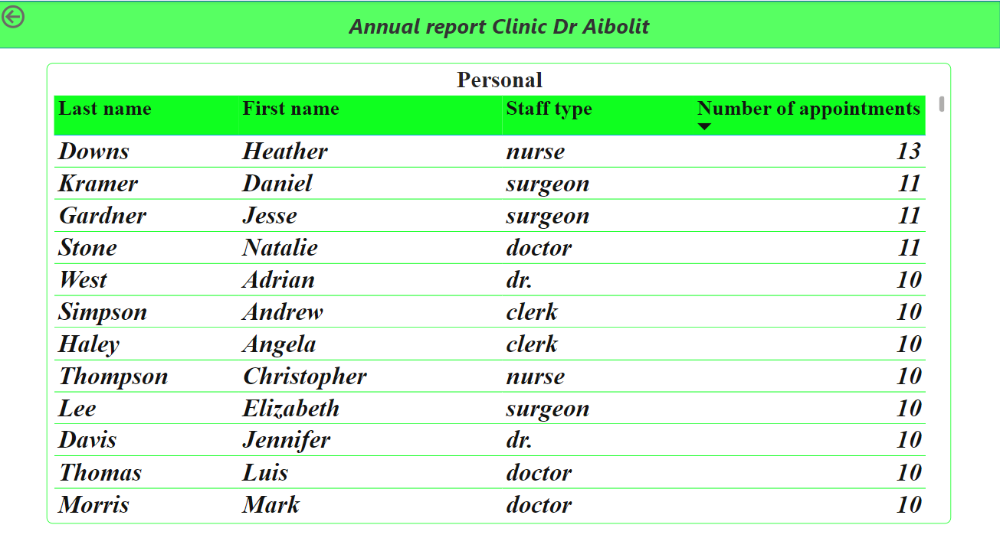 Annual report Clinic Dr Aibolit
Personal
Last name First name Staff type Number of appointments
Downs Heather nurse 13
Kramer Daniel surgeon 11
Gardner Jesse surgeon 11
Stone Natalie doctor 11
West Adrian dr. 10
Simpson Andrew clerk 10
Haley Angela clerk 10
Thompson Christopher nurse 10
Lee Elizabeth surgeon 10
Davis Jennifer dr. 10
Thomas Luis doctor 10
Morris Mark doctor 10